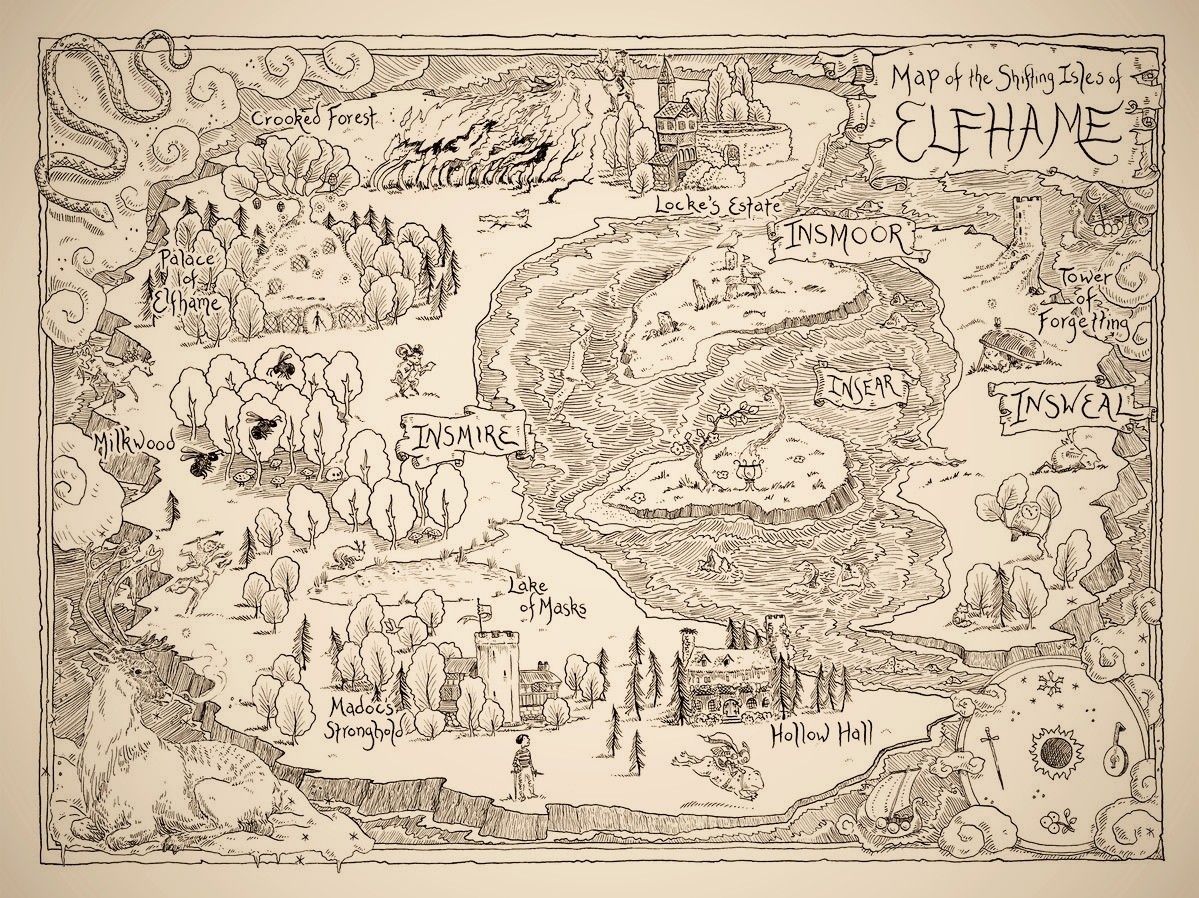 Map of the Shifting Isles of
ELFHAME
Crooked Forest
Locke's Estate
INSMOOR
Palace
of
Elfhame
Tower
of
Forgetting
INSEAR
INSWEAL
Milkwood
INSMIRE
Lake
of Masks
Madoc's
Stronghold
Hollow Hall